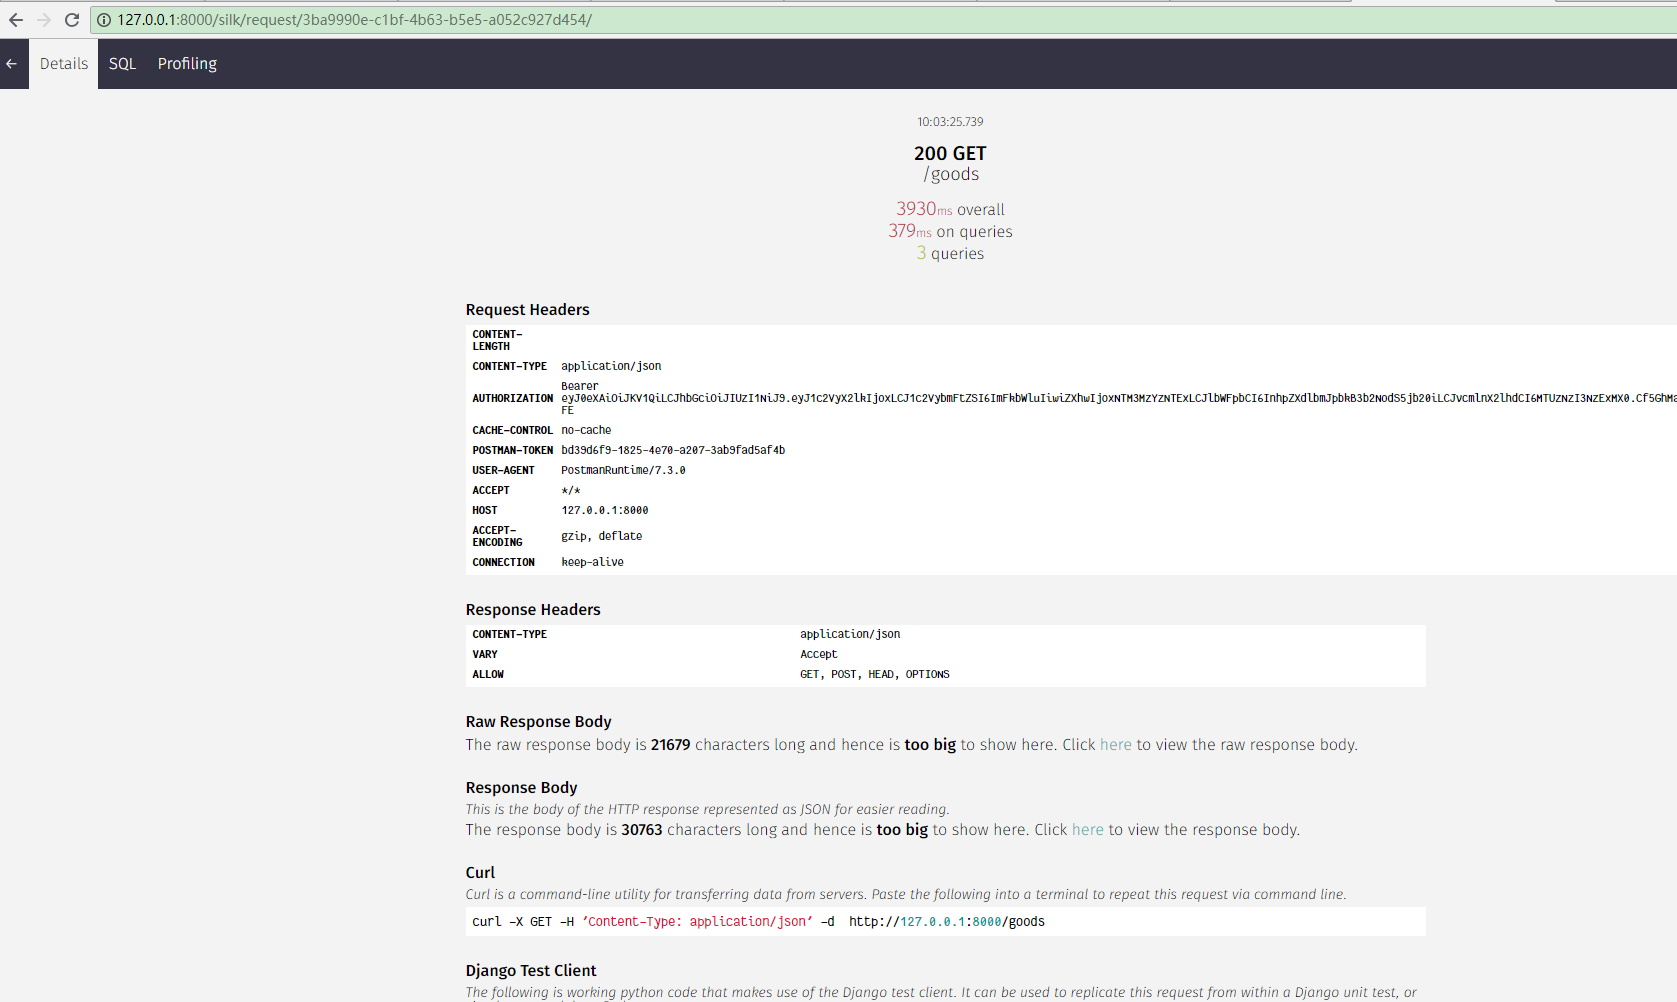 127.0.0.1:8000/silk/request/3ba9990e-c1bf-4b63-b5e5-a052c927d454/
← Details SQL Profiling
10:03:25.739
200 GET
/goods
3930ms overall
379ms on queries
3 queries
Request Headers
CONTENT-
LENGTH
CONTENT-TYPE application/json
Bearer
AUTHORIZATION eyJ0eXAiOiJKV1QiLCJhbGciOiJIUzI1NiJ9.eyJ1c2VyX2lkIjoxLCJ1c2VybmFtZSI6ImFkbWluIiwiZXhwIjoxNTM3MzYzNTExLCJlbWFpbCI6InhpZXdlbmJpbkB3b2NodS5jb20iLCJvcmlnX2lhdCI6MTUzNzI3NzExMX0.Cf5GhMa
FE
CACHE-CONTROL no-cache
POSTMAN-TOKEN bd39d6f9-1825-4e70-a207-3ab9fad5af4b
USER-AGENT PostmanRuntime/7.3.0
ACCEPT */*
HOST 127.0.0.1:8000
ACCEPT-
ENCODING gzip, deflate
CONNECTION keep-alive
Response Headers
CONTENT-TYPE application/json
VARY Accept
ALLOW GET, POST, HEAD, OPTIONS
Raw Response Body
The raw response body is 21679 characters long and hence is too big to show here. Click here to view the raw response body.
Response Body
This is the body of the HTTP response represented as JSON for easier reading.
The response body is 30763 characters long and hence is too big to show here. Click here to view the response body.
Curl
Curl is a command-line utility for transferring data from servers. Paste the following into a terminal to repeat this request via command line.
curl -X GET -H 'Content-Type: application/json' -d http://127.0.0.1:8000/goods
Django Test Client
The following is working python code that makes use of the Django test client. It can be used to replicate this request from within a Django unit test, or